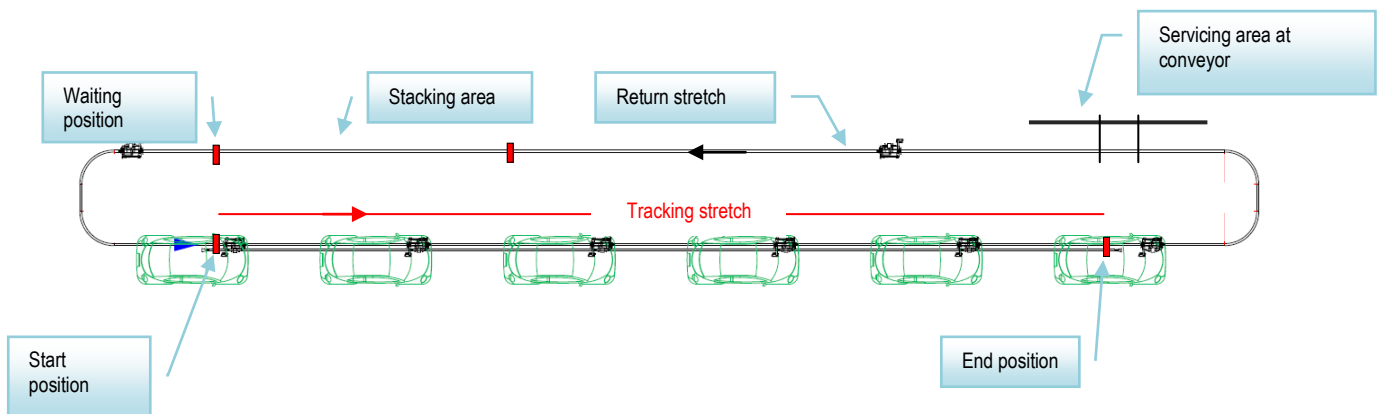 Servicing area at
conveyor
Waiting
position
Stacking area
Return stretch
Tracking stretch
Start
position
End position